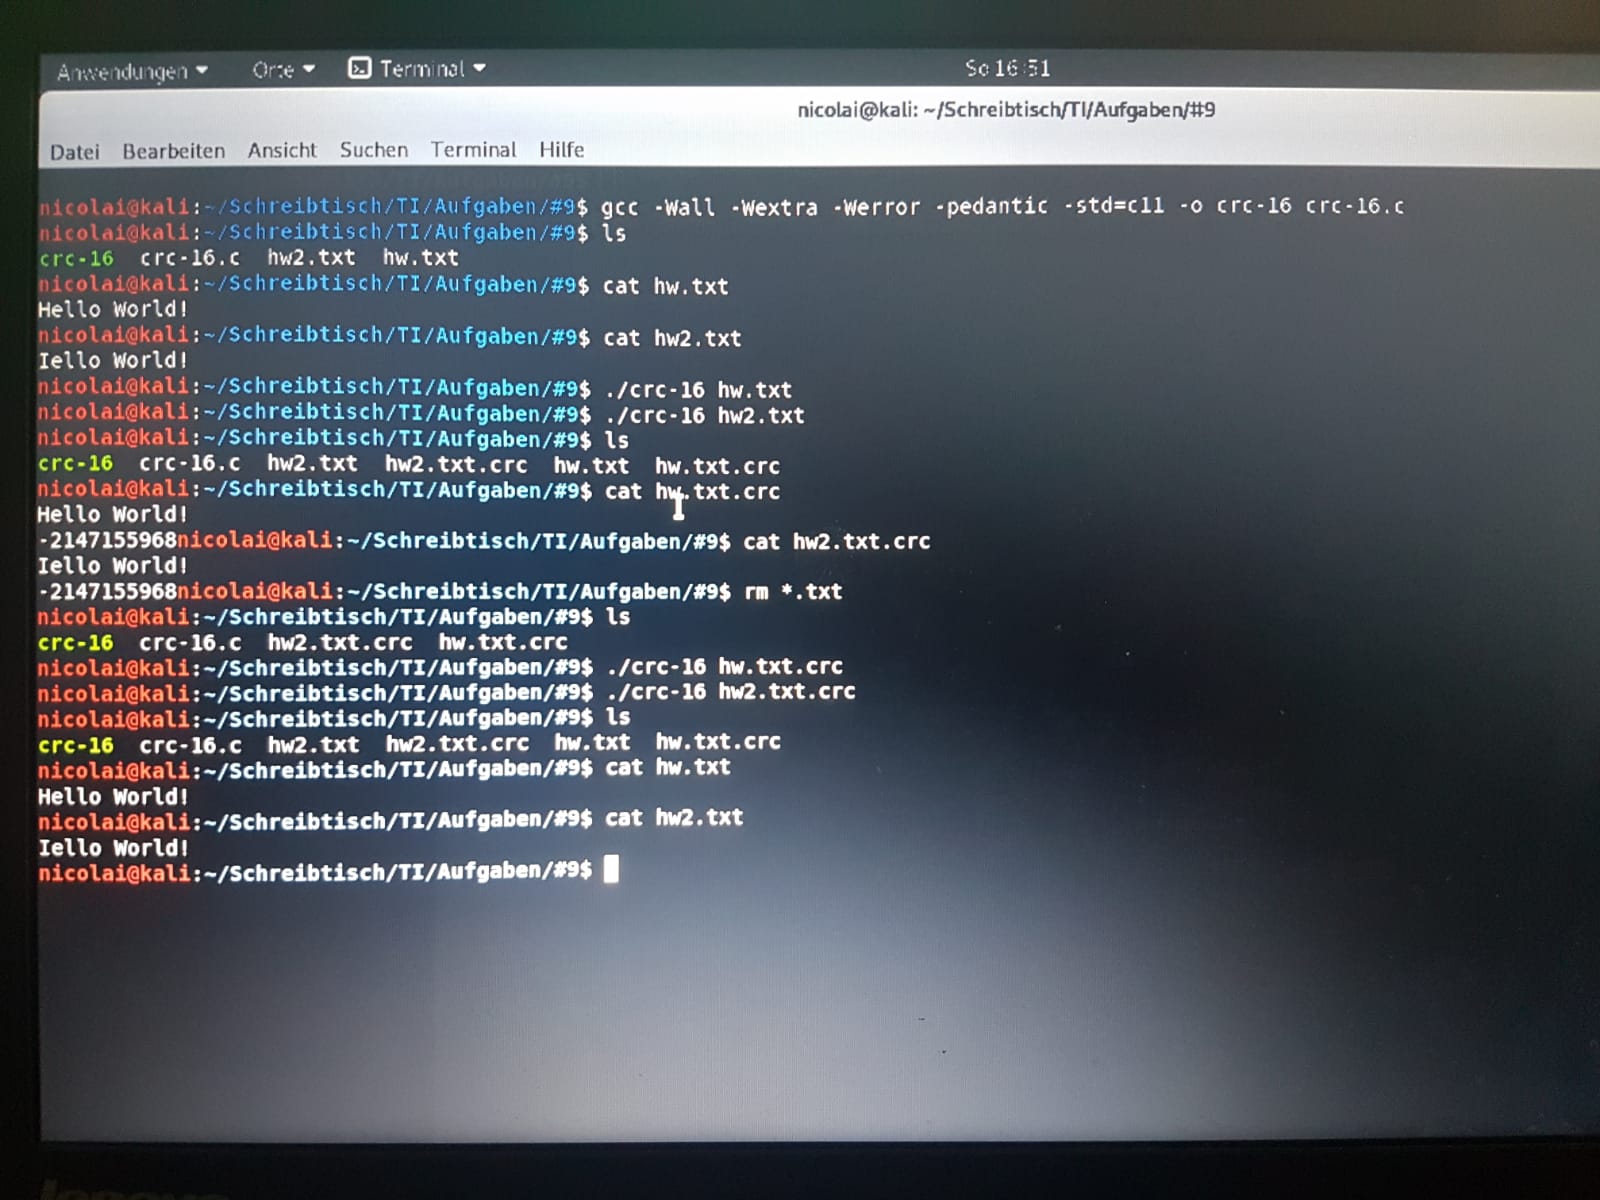 Anwendungen Orte Terminal So 16:51
nicolai@kali: ~/Schreibtisch/TI/Aufgaben/#9
Datei Bearbeiten Ansicht Suchen Terminal Hilfe
nicolai@kali:~/Schreibtisch/TI/Aufgaben/#9$ gcc -Wall -Wextra -Werror -pedantic -std=c11 -o crc-16 crc-16.c
nicolai@kali:~/Schreibtisch/TI/Aufgaben/#9$ ls
crc-16 crc-16.c hw2.txt hw.txt
nicolai@kali:~/Schreibtisch/TI/Aufgaben/#9$ cat hw.txt
Hello World!
nicolai@kali:~/Schreibtisch/TI/Aufgaben/#9$ cat hw2.txt
Iello World!
nicolai@kali:~/Schreibtisch/TI/Aufgaben/#9$ ./crc-16 hw.txt
nicolai@kali:~/Schreibtisch/TI/Aufgaben/#9$ ./crc-16 hw2.txt
nicolai@kali:~/Schreibtisch/TI/Aufgaben/#9$ ls
crc-16 crc-16.c hw2.txt hw2.txt.crc hw.txt hw.txt.crc
nicolai@kali:~/Schreibtisch/TI/Aufgaben/#9$ cat hw.txt.crc
Hello World!
-2147155968nicolai@kali:~/Schreibtisch/TI/Aufgaben/#9$ cat hw2.txt.crc
Iello World!
-2147155968nicolai@kali:~/Schreibtisch/TI/Aufgaben/#9$ rm *.txt
nicolai@kali:~/Schreibtisch/TI/Aufgaben/#9$ ls
crc-16 crc-16.c hw2.txt.crc hw.txt.crc
nicolai@kali:~/Schreibtisch/TI/Aufgaben/#9$ ./crc-16 hw.txt.crc
nicolai@kali:~/Schreibtisch/TI/Aufgaben/#9$ ./crc-16 hw2.txt.crc
nicolai@kali:~/Schreibtisch/TI/Aufgaben/#9$ ls
crc-16 crc-16.c hw2.txt hw2.txt.crc hw.txt hw.txt.crc
nicolai@kali:~/Schreibtisch/TI/Aufgaben/#9$ cat hw.txt
Hello World!
nicolai@kali:~/Schreibtisch/TI/Aufgaben/#9$ cat hw2.txt
Iello World!
nicolai@kali:~/Schreibtisch/TI/Aufgaben/#9$